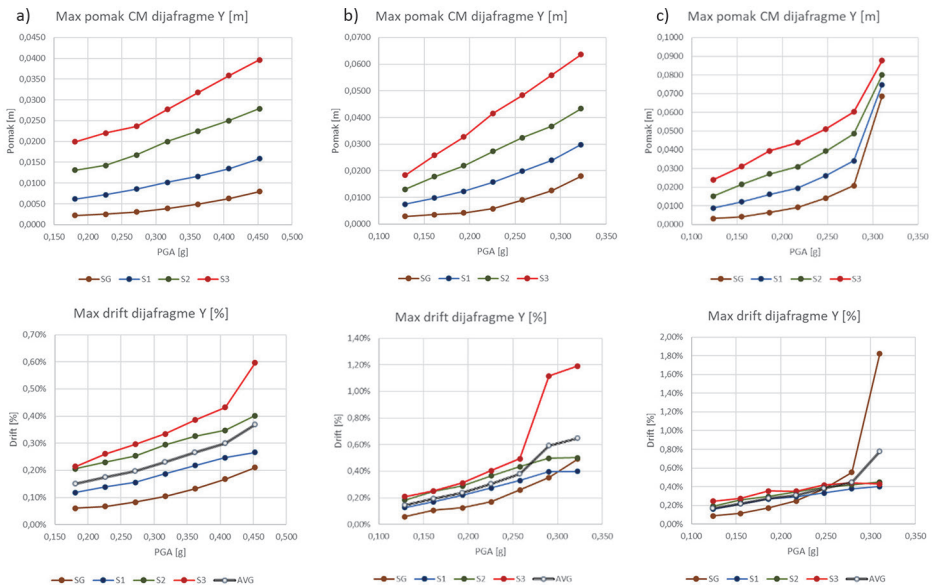 a)
Max pomak CM dijafragme Y [m]
0,0450
0,0400
0,0350
0,0300
0,0250
0,0200
0,0150
0,0100
0,0050
0,0000
Pomak [m]
0,150 0,200 0,250 0,300 0,350 0,400 0,450 0,500
PGA [g]
SG S1 S2 S3
b)
Max pomak CM dijafragme Y [m]
0,0700
0,0600
0,0500
0,0400
0,0300
0,0200
0,0100
0,0000
Pomak [m]
0,100 0,150 0,200 0,250 0,300 0,350
PGA [g]
SG S1 S2 S3
c)
Max pomak CM dijafragme Y [m]
0,1000
0,0900
0,0800
0,0700
0,0600
0,0500
0,0400
0,0300
0,0200
0,0100
0,0000
Pomak [m]
0,100 0,150 0,200 0,250 0,300 0,350
PGA [g]
SG S1 S2 S3
Max drift dijafragme Y [%]
0,70%
0,60%
0,50%
0,40%
0,30%
0,20%
0,10%
0,00%
Drift [%]
0,150 0,200 0,250 0,300 0,350 0,400 0,450 0,500
PGA [g]
SG S1 S2 S3 AVG
Max drift dijafragme Y [%]
1,40%
1,20%
1,00%
0,80%
0,60%
0,40%
0,20%
0,00%
Drift [%]
0,100 0,150 0,200 0,250 0,300 0,350
PGA [g]
SG S1 S2 S3 AVG
Max drift dijafragme Y [%]
2,00%
1,80%
1,60%
1,40%
1,20%
1,00%
0,80%
0,60%
0,40%
0,20%
0,00%
Drift [%]
0,050 0,100 0,150 0,200 0,250 0,300 0,350
PGA [g]
SG S1 S2 S3 AVG